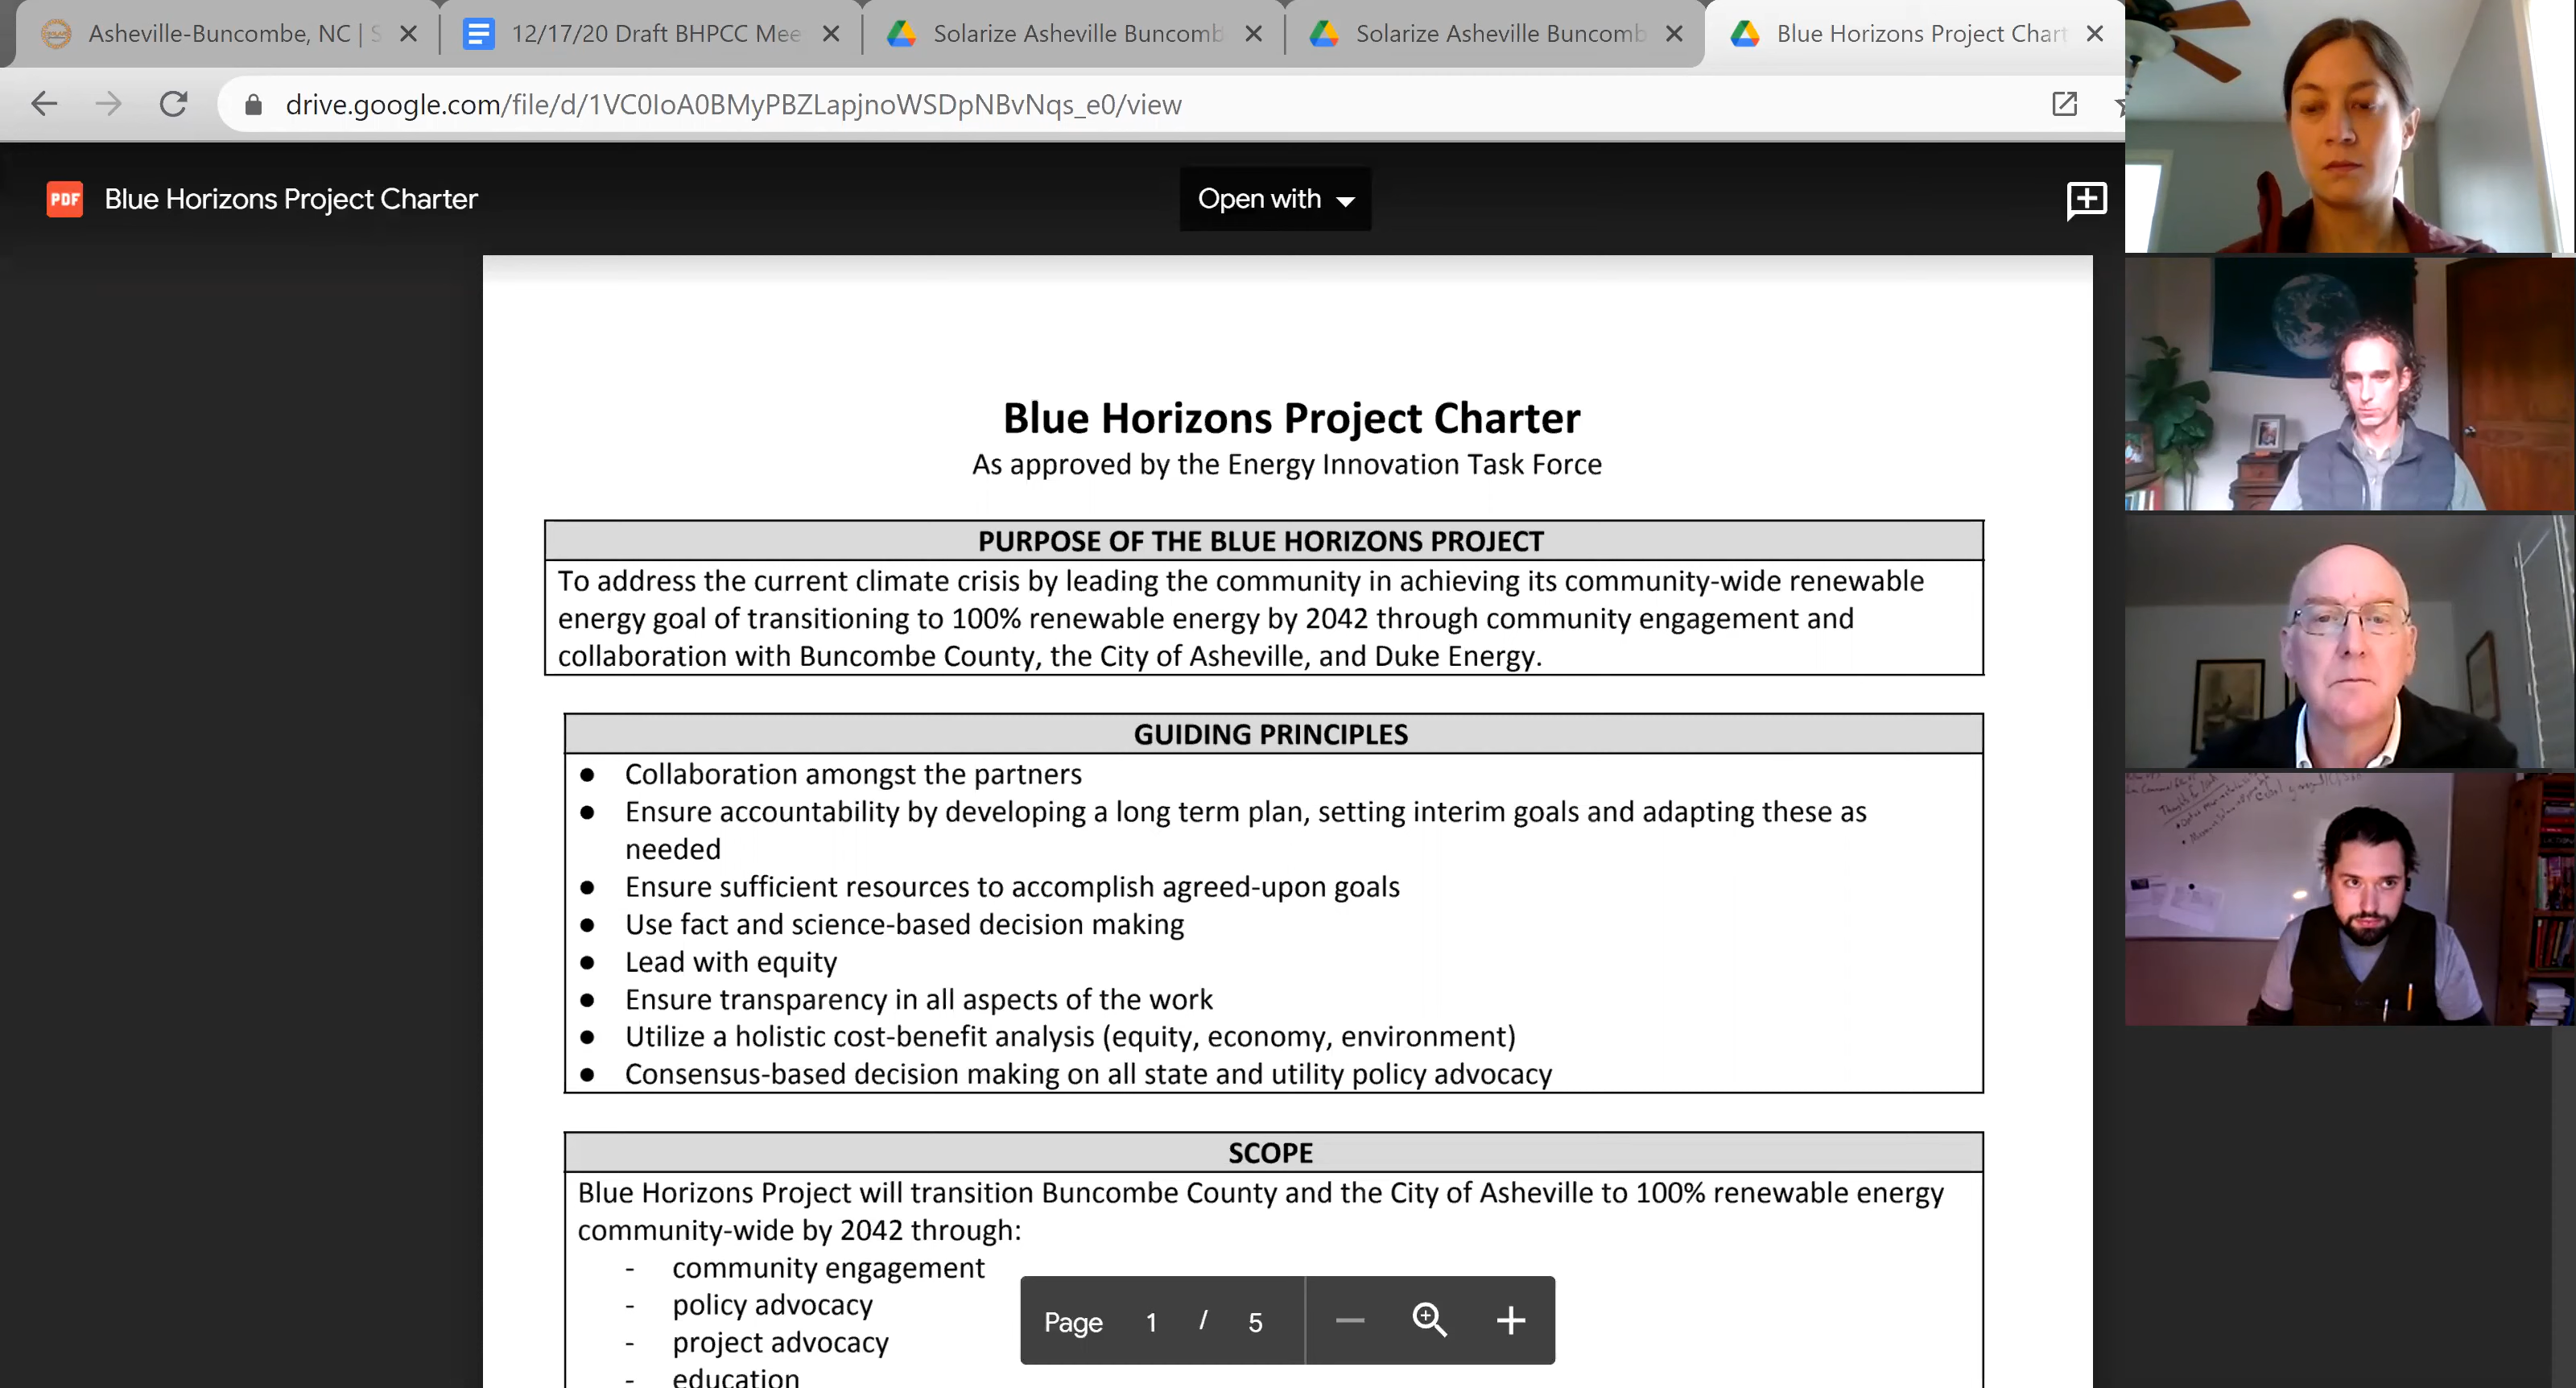 Asheville-Buncombe, NC | S
12/17/20 Draft BHPCC Mee
Solarize Asheville Buncomb
Solarize Asheville Buncomb
Blue Horizons Project Chart
drive.google.com/file/d/1VC0IoA0BMyPBZLapjnoWSDpNBvNqs_e0/view
PDF
Blue Horizons Project Charter
Open with
Blue Horizons Project Charter
As approved by the Energy Innovation Task Force
PURPOSE OF THE BLUE HORIZONS PROJECT
To address the current climate crisis by leading the community in achieving its community-wide renewable
energy goal of transitioning to 100% renewable energy by 2042 through community engagement and
collaboration with Buncombe County, the City of Asheville, and Duke Energy.
GUIDING PRINCIPLES
● Collaboration amongst the partners
● Ensure accountability by developing a long term plan, setting interim goals and adapting these as
needed
● Ensure sufficient resources to accomplish agreed-upon goals
● Use fact and science-based decision making
● Lead with equity
● Ensure transparency in all aspects of the work
● Utilize a holistic cost-benefit analysis (equity, economy, environment)
● Consensus-based decision making on all state and utility policy advocacy
SCOPE
Blue Horizons Project will transition Buncombe County and the City of Asheville to 100% renewable energy
community-wide by 2042 through:
- community engagement
- policy advocacy
- project advocacy
- education
Page 1 / 5